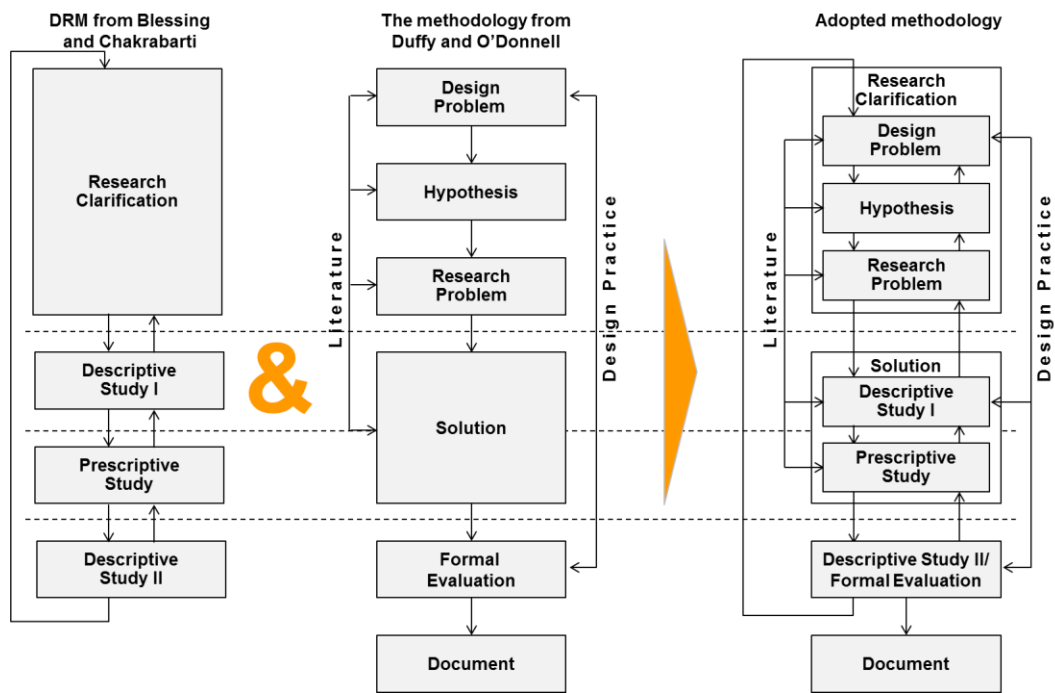 DRM from Blessing
and Chakrabarti
Research
Clarification
Descriptive
Study I
Prescriptive
Study
Descriptive
Study II
&
The methodology from
Duffy and O'Donnell
Design
Problem
Hypothesis
Research
Problem
Solution
Formal
Evaluation
Document
Literature
Design Practice
Adopted methodology
Research
Clarification
Design
Problem
Hypothesis
Research
Problem
Solution
Descriptive
Study I
Prescriptive
Study
Descriptive Study II/
Formal Evaluation
Document
Literature
Design Practice